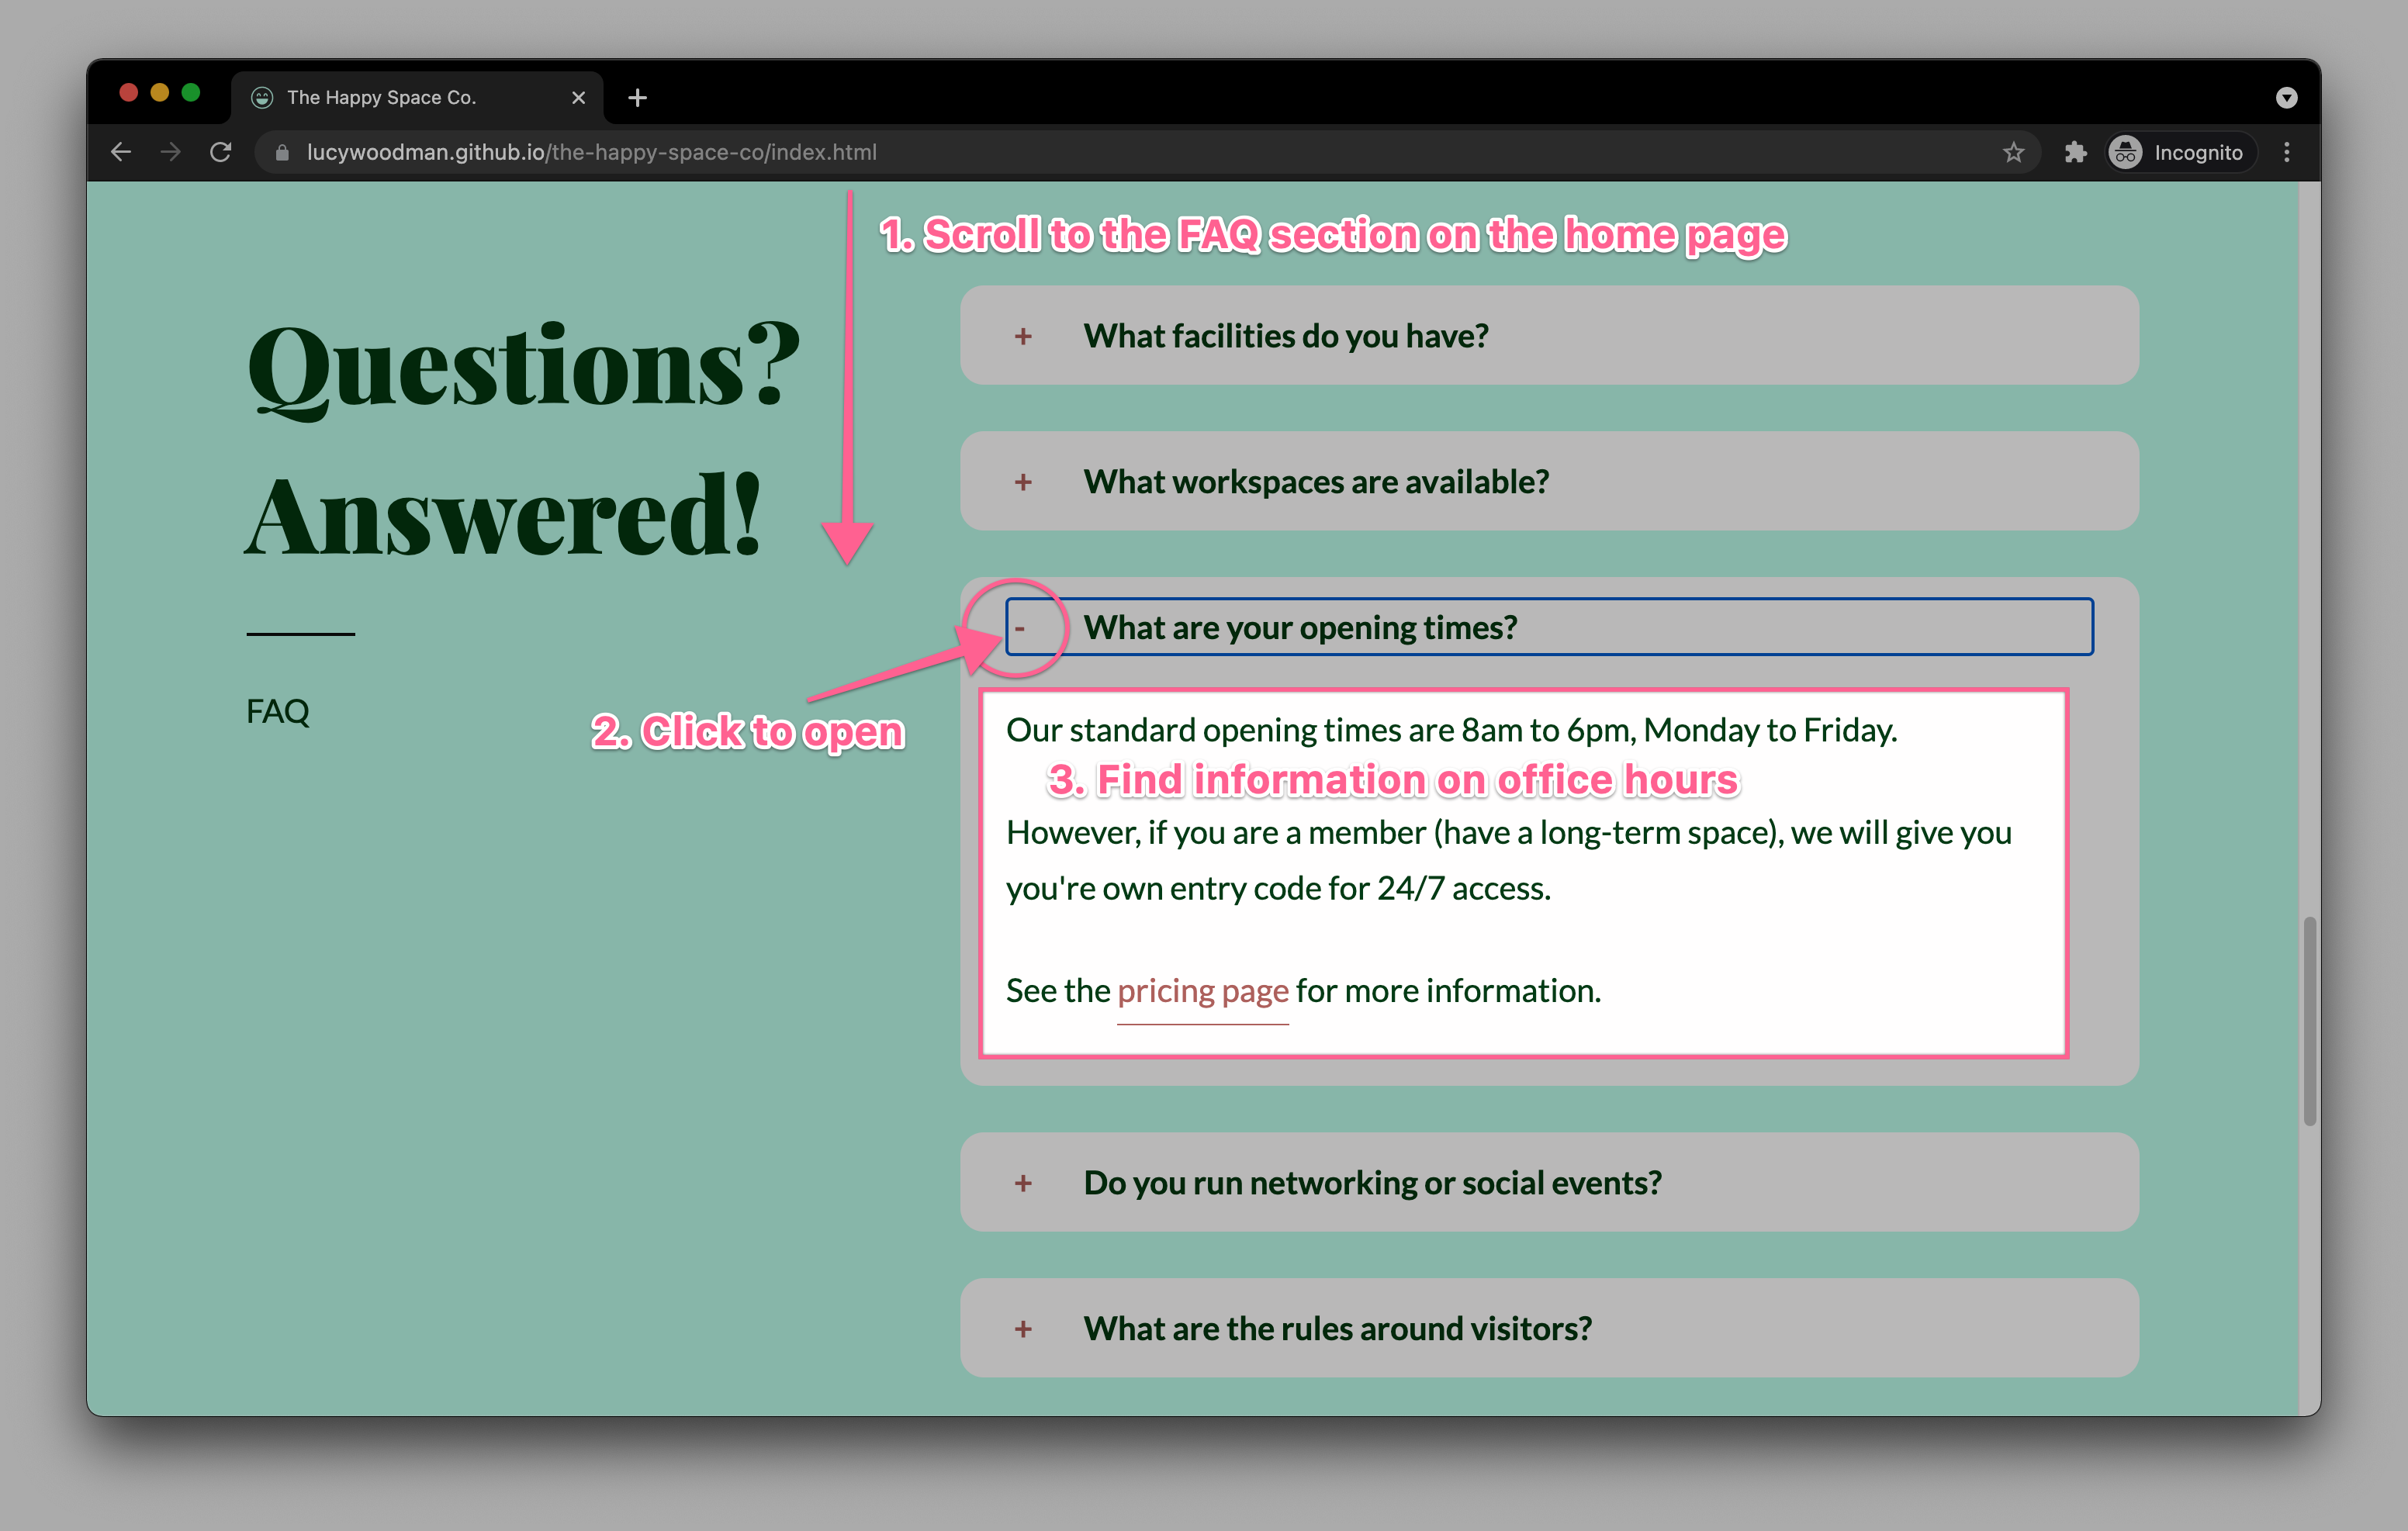 The Happy Space Co.
lucywoodman.github.io/the-happy-space-co/index.html
Incognito
1. Scroll to the FAQ section on the home page
Questions?
Answered!
FAQ
+ What facilities do you have?
+ What workspaces are available?
- What are your opening times?
2. Click to open
Our standard opening times are 8am to 6pm, Monday to Friday.
3. Find information on office hours
However, if you are a member (have a long-term space), we will give you
you're own entry code for 24/7 access.
See the pricing page for more information.
+ Do you run networking or social events?
+ What are the rules around visitors?